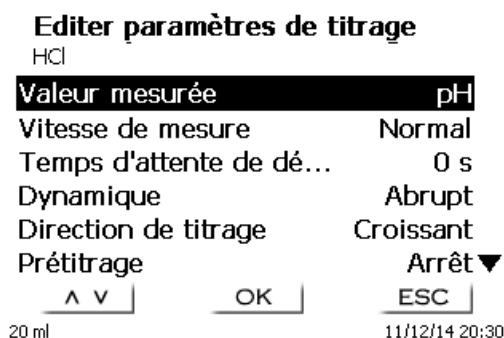 Editer paramètres de titrage
HCl
Valeur mesurée pH
Vitesse de mesure Normal
Temps d'attente de dé... 0 s
Dynamique Abrupt
Direction de titrage Croissant
Prétitrage Arrêt ▼
∧ ∨ OK ESC
20 ml 11/12/14 20:30